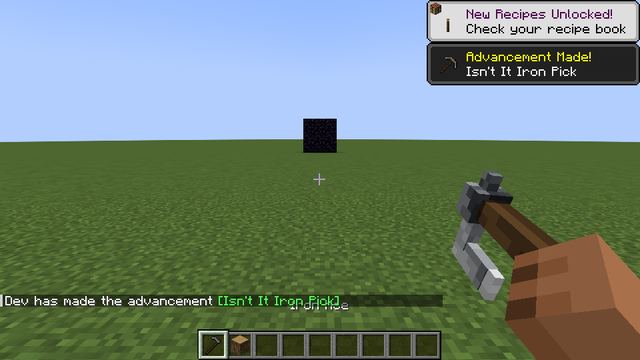 New Recipes Unlocked!
Check your recipe book
Advancement Made!
Isn't It Iron Pick
Dev has made the advancement [Isn't It Iron Pick]
Iron Hoe